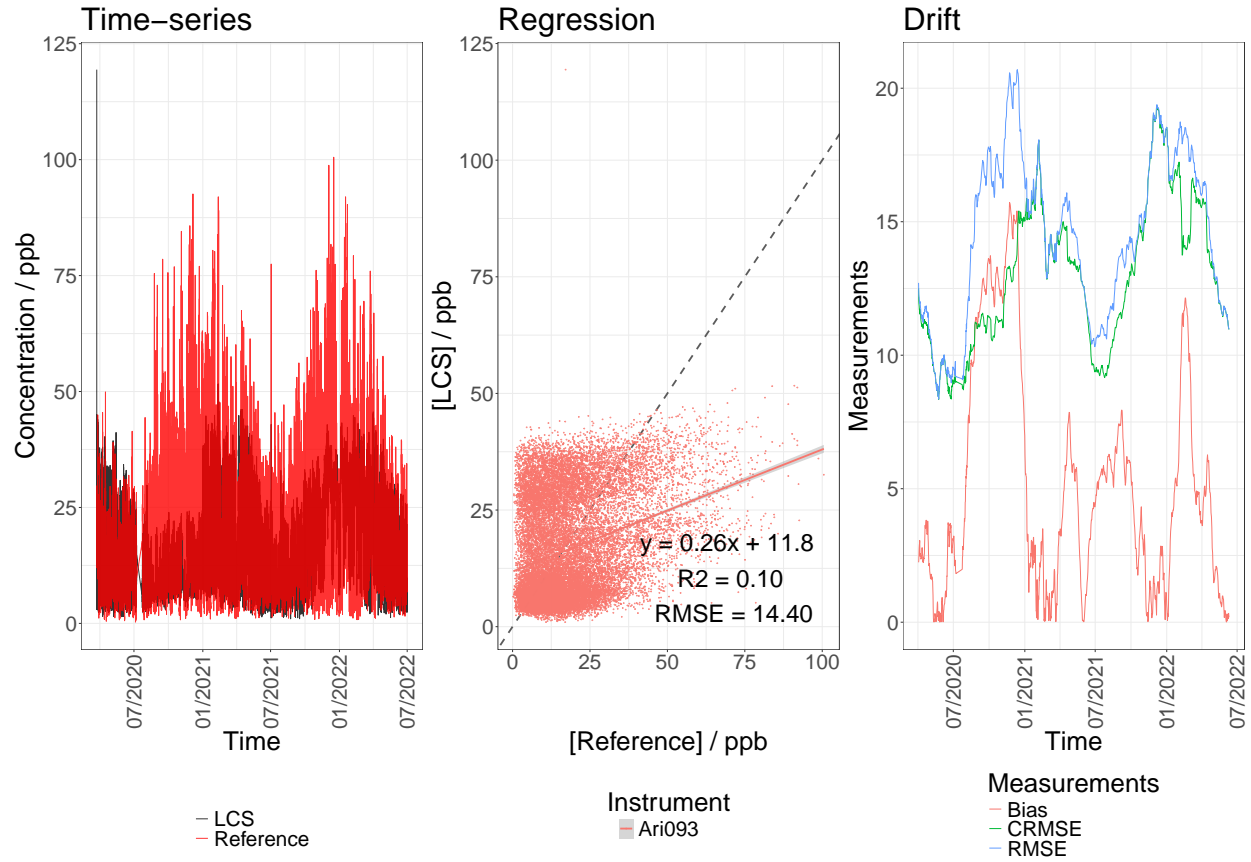 Time−series
Regression
Drift
Concentration / ppb
0
25
50
75
100
125
07/2020
01/2021
07/2021
01/2022
07/2022
Time
LCS
Reference
[LCS] / ppb
0
25
50
75
100
125
y = 0.26x + 11.8
R2 = 0.10
RMSE = 14.40
0
25
50
75
100
[Reference] / ppb
Instrument
Ari093
Measurements
0
5
10
15
20
07/2020
01/2021
07/2021
01/2022
07/2022
Time
Measurements
Bias
CRMSE
RMSE